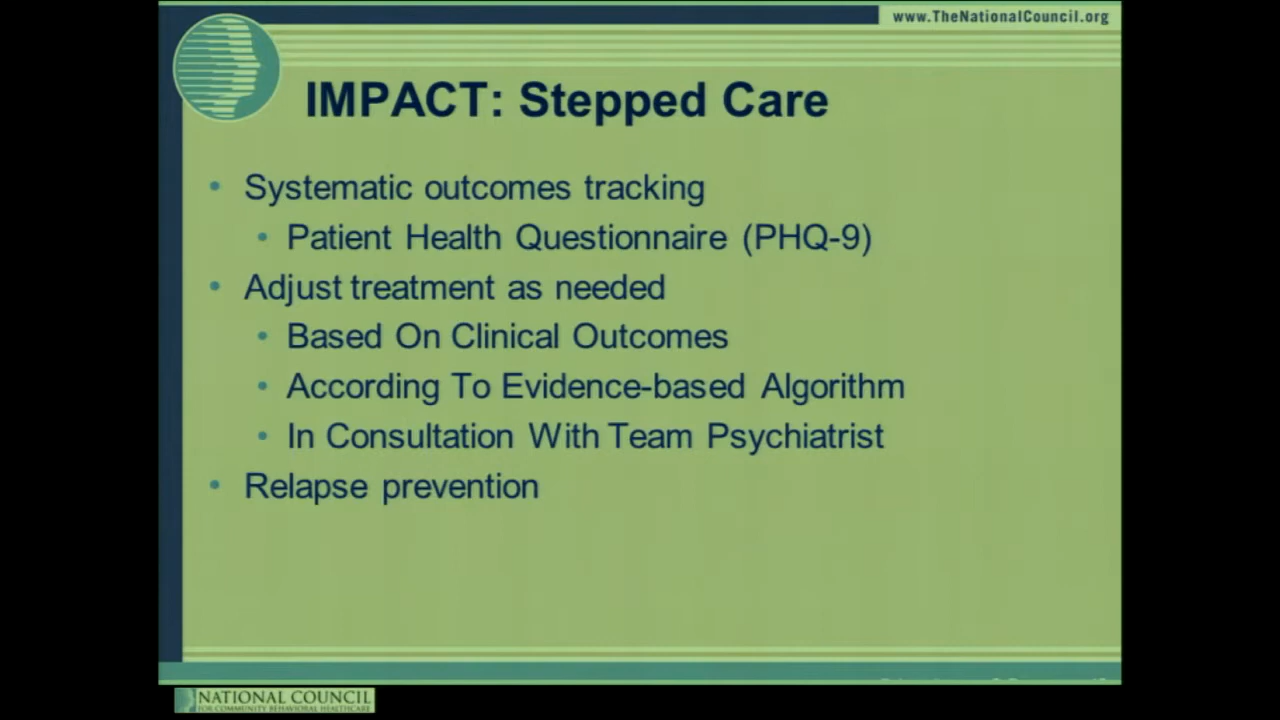 www.TheNationalCouncil.org
IMPACT: Stepped Care
• Systematic outcomes tracking
• Patient Health Questionnaire (PHQ-9)
• Adjust treatment as needed
• Based On Clinical Outcomes
• According To Evidence-based Algorithm
• In Consultation With Team Psychiatrist
• Relapse prevention
NATIONAL COUNCIL
FOR COMMUNITY BEHAVIORAL HEALTHCARE